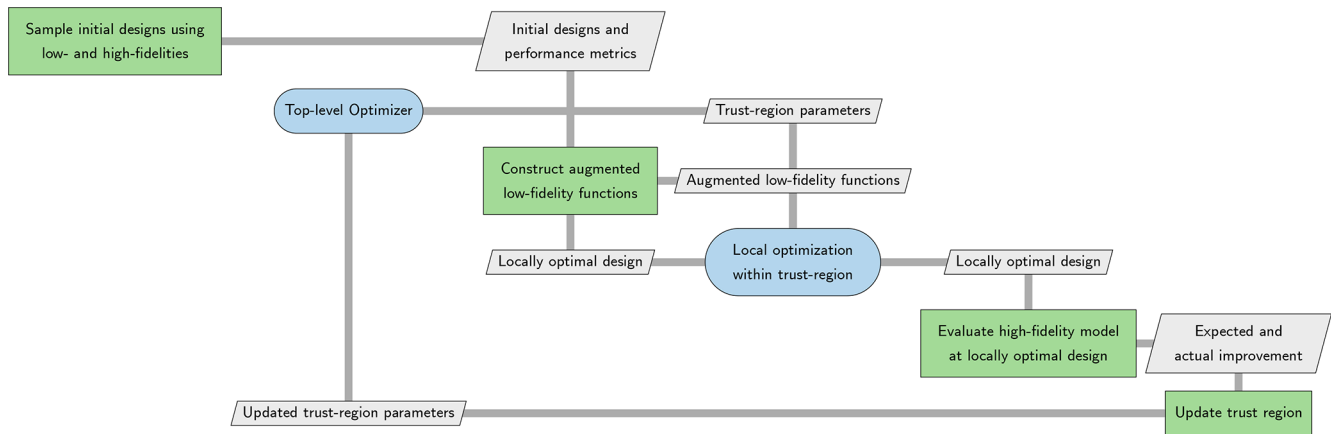 Sample initial designs using
low- and high-fidelities
Initial designs and
performance metrics
Top-level Optimizer
Trust-region parameters
Construct augmented
low-fidelity functions
Augmented low-fidelity functions
Locally optimal design
Local optimization
within trust-region
Locally optimal design
Evaluate high-fidelity model
at locally optimal design
Expected and
actual improvement
Updated trust-region parameters
Update trust region